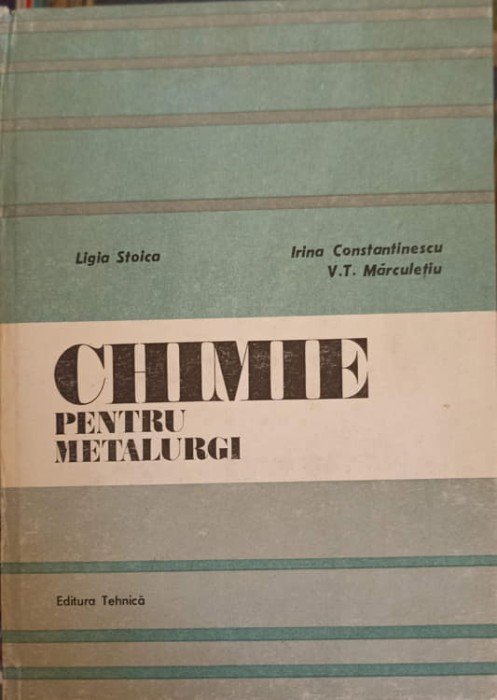 Ligia Stoica
Irina Constantinescu
V.T. Mărculețiu
CHIMIE
PENTRU
METALURGI
Editura Tehnică